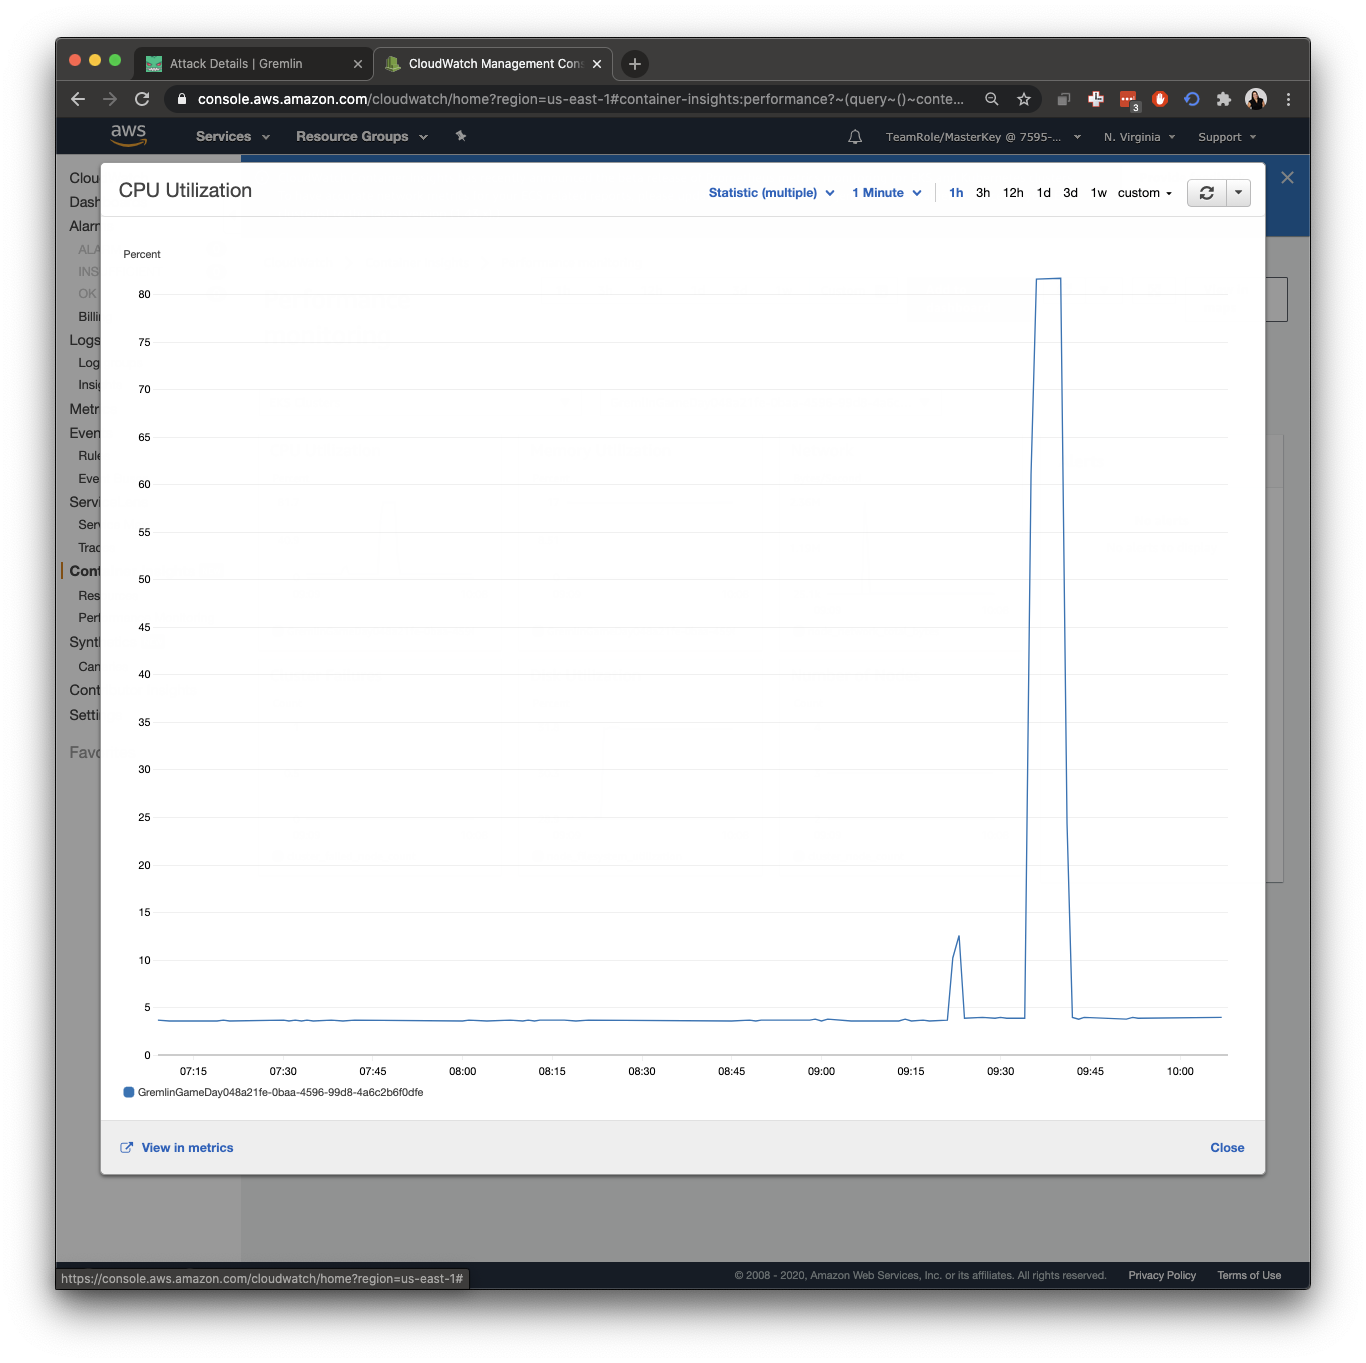 Attack Details | Gremlin
CloudWatch Management Con
console.aws.amazon.com/cloudwatch/home?region=us-east-1#container-insights:performance?~(query~()~conte...
3
aws
Services
Resource Groups
TeamRole/MasterKey @ 7595-...
N. Virginia
Support
Clou
Dash
Alarr
ALA
INS
OK
Billi
Logs
Log
Insi
Metr
Even
Rule
Eve
Servi
Ser
Trac
Cont
Res
Perf
Synt
Can
Cont
Setti
Favo
CPU Utilization
Statistic (multiple)
1 Minute
1h 3h 12h 1d 3d 1w custom
Percent
80
75
70
65
60
55
50
45
40
35
30
25
20
15
10
5
0
07:15 07:30 07:45 08:00 08:15 08:30 08:45 09:00 09:15 09:30 09:45 10:00
GremlinGameDay048a21fe-0baa-4596-99d8-4a6c2b6f0dfe
View in metrics
Close
https://console.aws.amazon.com/cloudwatch/home?region=us-east-1#
© 2008 - 2020, Amazon Web Services, Inc. or its affiliates. All rights reserved.
Privacy Policy
Terms of Use